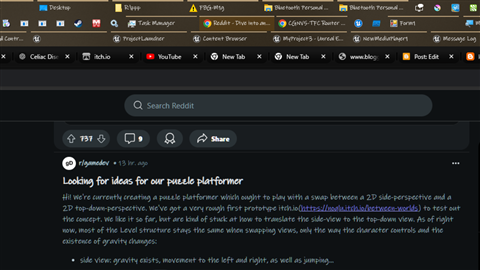 Desktop
Bluetooth Personal ...
Bluetooth Personal ...
Task Manager
Reddit - Dive into an...
Form1
ProjectLauncher
Content Browser
MyProject3 - Unreal E...
NewMediaPlayer1
Message Log
Celiac Dis
itch.io
YouTube
New Tab
New Tab
New Tab
www.blog
Post: Edit
Search Reddit
737
9
Share
r/gamedev • 13 hr. ago
Looking for ideas for our puzzle platformer
Hi! We're currently creating a puzzle platformer which ought to play with a swap between a 2D side-perspective and a
2D top-down-perspective. We've got a very rough first prototype itch.io(https://noqlu.itch.io/between-worlds) to test out
the concept. We like it so far, but are kind of stuck at how to translate the side-view to the top-down view. As of right
now, most of the Level structure stays the same when swapping views, only the way the character controls and the
existence of gravity changes:
• side view: gravity exists, movement to the left and right, as well as jumping...